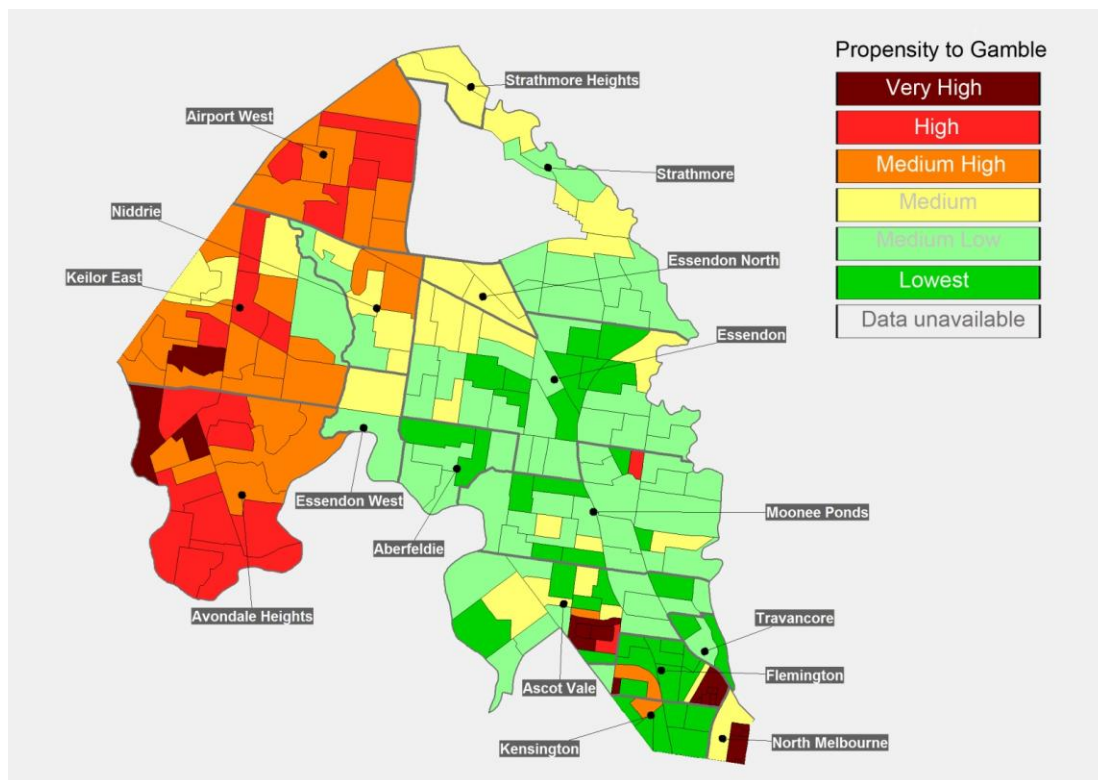 Propensity to Gamble
Very High
High
Medium High
Medium
Medium Low
Lowest
Data unavailable
Strathmore Heights
Airport West
Strathmore
Niddrie
Essendon North
Keilor East
Essendon
Essendon West
Moonee Ponds
Aberfeldie
Avondale Heights
Travancore
Flemington
Ascot Vale
Kensington
North Melbourne